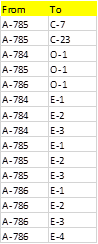 From To
A-785 C-7
A-785 C-23
A-784 O-1
A-785 O-1
A-786 O-1
A-784 E-1
A-784 E-2
A-784 E-3
A-785 E-1
A-785 E-2
A-785 E-3
A-786 E-1
A-786 E-2
A-786 E-3
A-786 E-4